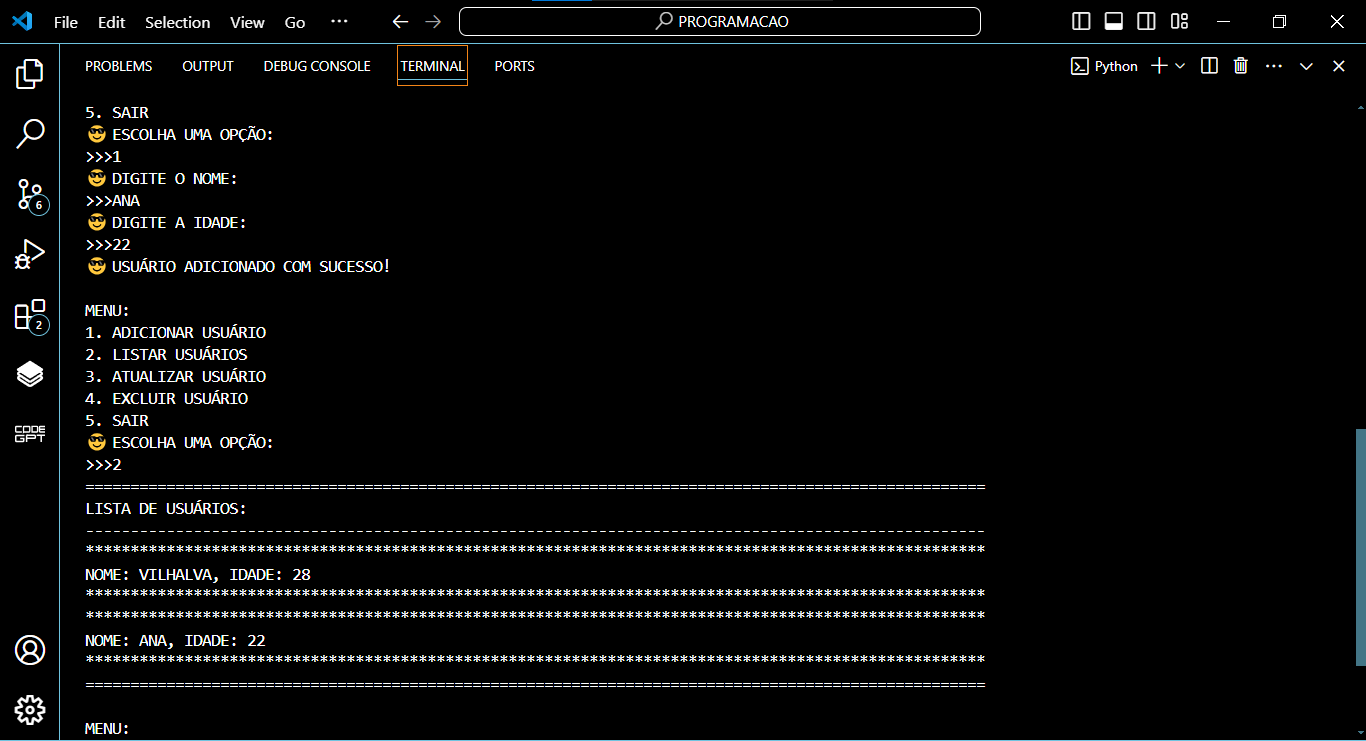 File Edit Selection View Go ··· PROGRAMACAO
PROBLEMS OUTPUT DEBUG CONSOLE TERMINAL PORTS Python
5. SAIR
😎 ESCOLHA UMA OPÇÃO:
>>>1
😎 DIGITE O NOME:
>>>ANA
😎 DIGITE A IDADE:
>>>22
😎 USUÁRIO ADICIONADO COM SUCESSO!
MENU:
1. ADICIONAR USUÁRIO
2. LISTAR USUÁRIOS
3. ATUALIZAR USUÁRIO
4. EXCLUIR USUÁRIO
5. SAIR
😎 ESCOLHA UMA OPÇÃO:
>>>2
====================================================================================================
LISTA DE USUÁRIOS:
----------------------------------------------------------------------------------------------------
****************************************************************************************************
NOME: VILHALVA, IDADE: 28
****************************************************************************************************
****************************************************************************************************
NOME: ANA, IDADE: 22
****************************************************************************************************
====================================================================================================
MENU:
6
2
CODE
GPT